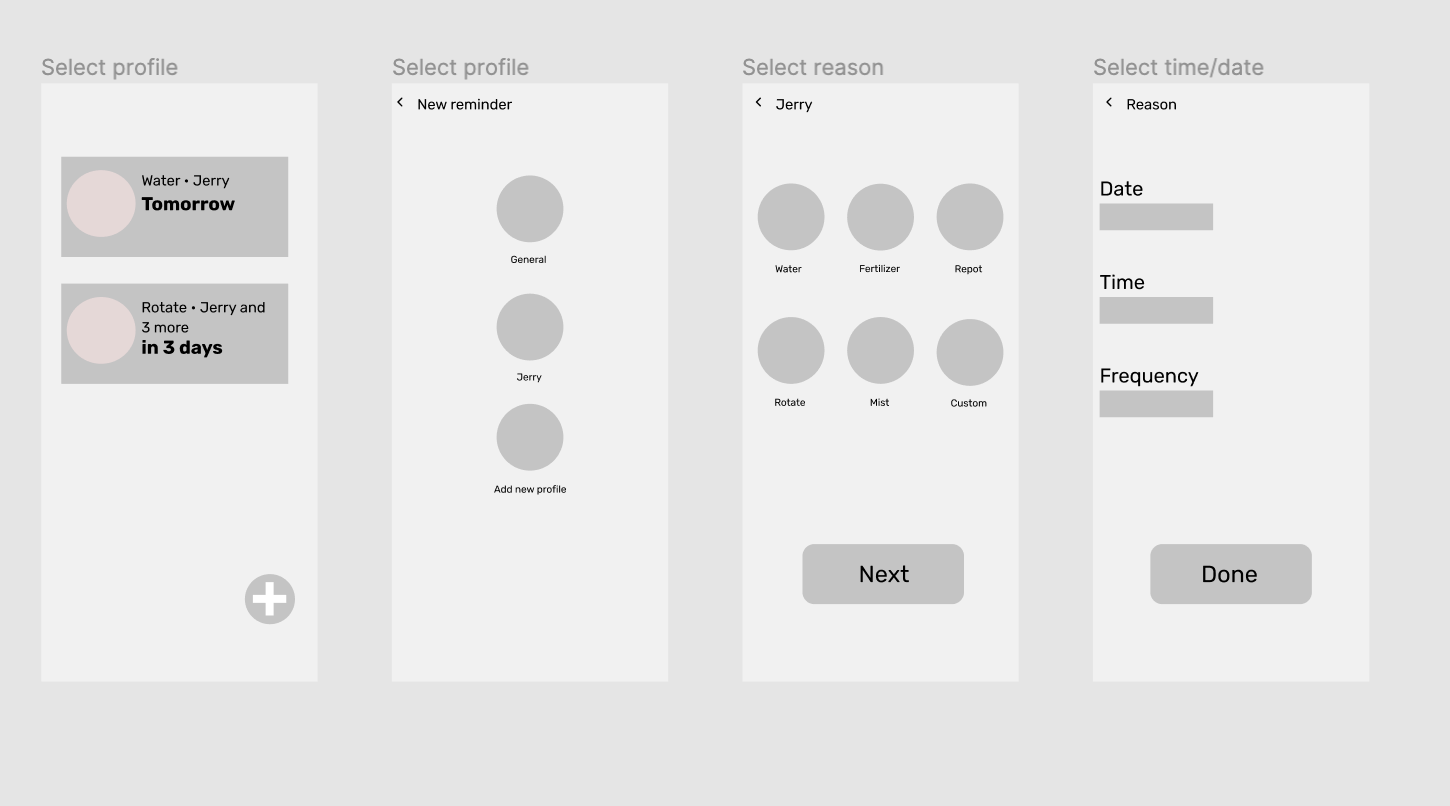 Select profile
Water • Jerry
Tomorrow
Rotate • Jerry and
3 more
in 3 days
Select profile
New reminder
General
Jerry
Add new profile
Select reason
Jerry
Water
Fertilizer
Repot
Rotate
Mist
Custom
Next
Select time/date
Reason
Date
Time
Frequency
Done